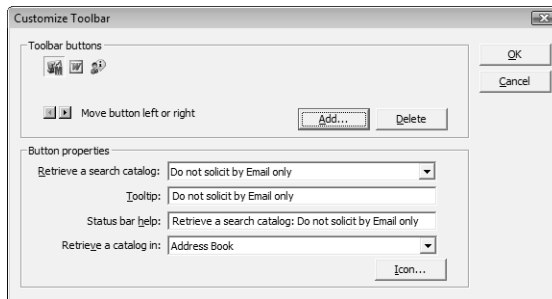 Customize Toolbar
Toolbar buttons
OK
Cancel
Move button left or right
Add...
Delete
Button properties
Retrieve a search catalog: Do not solicit by Email only
Tooltip: Do not solicit by Email only
Status bar help: Retrieve a search catalog: Do not solicit by Email only
Retrieve a catalog in: Address Book
Icon...